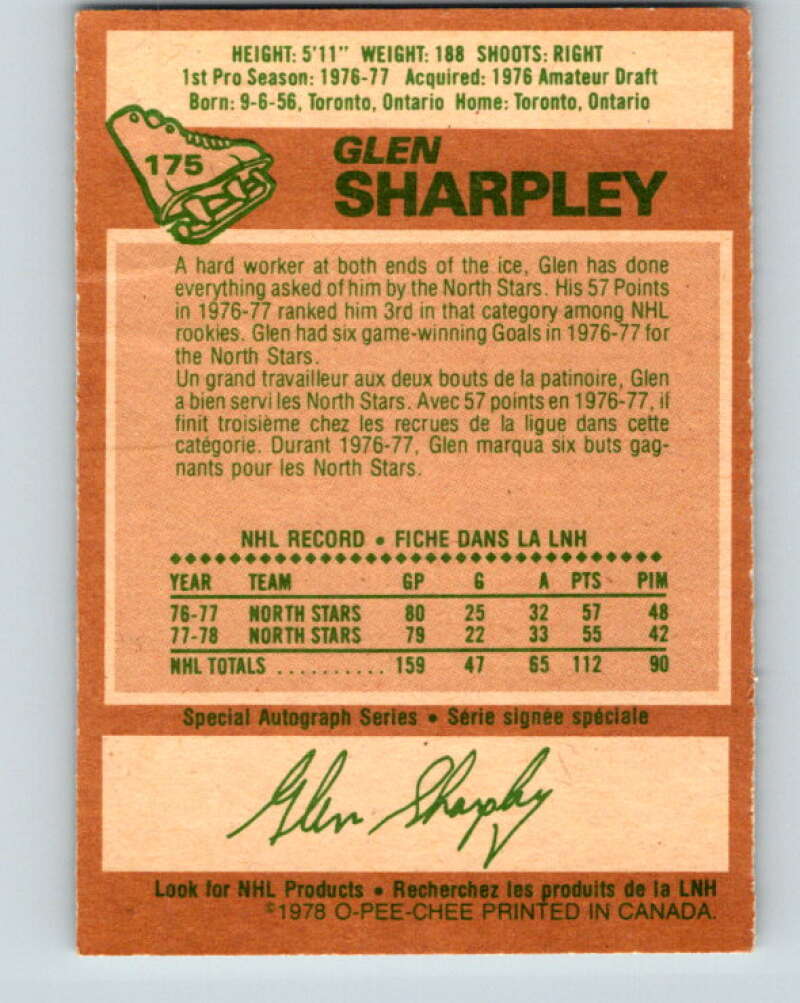 HEIGHT: 5'11" WEIGHT: 188 SHOOTS: RIGHT
1st Pro Season: 1976-77 Acquired: 1976 Amateur Draft
Born: 9-6-56, Toronto, Ontario Home: Toronto, Ontario
175
GLEN
SHARPLEY
A hard worker at both ends of the ice, Glen has done
everything asked of him by the North Stars. His 57 Points
in 1976-77 ranked him 3rd in that category among NHL
rookies. Glen had six game-winning Goals in 1976-77 for
the North Stars.
Un grand travailleur aux deux bouts de la patinoire, Glen
a bien servi les North Stars. Avec 57 points en 1976-77, il
finit troisième chez les recrues de la ligue dans cette
catégorie. Durant 1976-77, Glen marqua six buts gag-
nants pour les North Stars.
NHL RECORD • FICHE DANS LA LNH
YEAR TEAM GP G A PTS PIM
76-77 NORTH STARS 80 25 32 57 48
77-78 NORTH STARS 79 22 33 55 42
NHL TOTALS .......... 159 47 65 112 90
Special Autograph Series • Série signée spéciale
Glen Sharpley
Look for NHL Products • Recherchez les produits de la LNH
©1978 O-PEE-CHEE PRINTED IN CANADA.